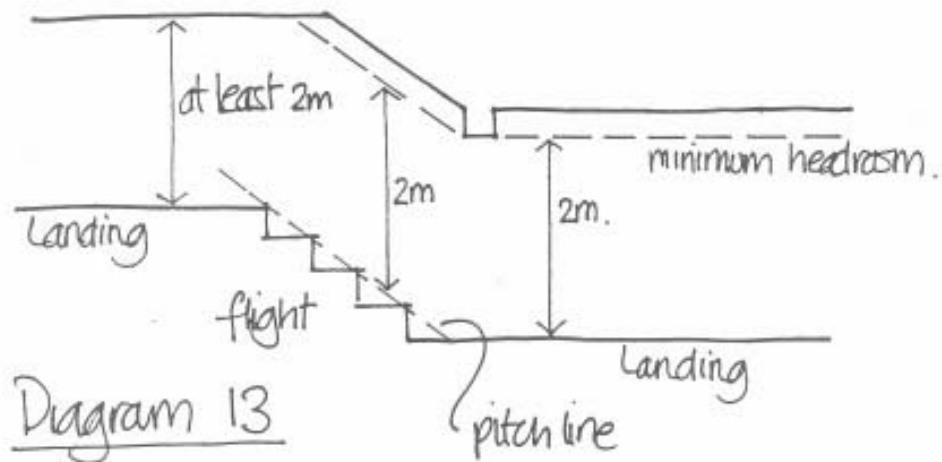 at least 2m
minimum headroom.
2m
2m.
Landing
flight
Landing
Diagram 13
pitch line